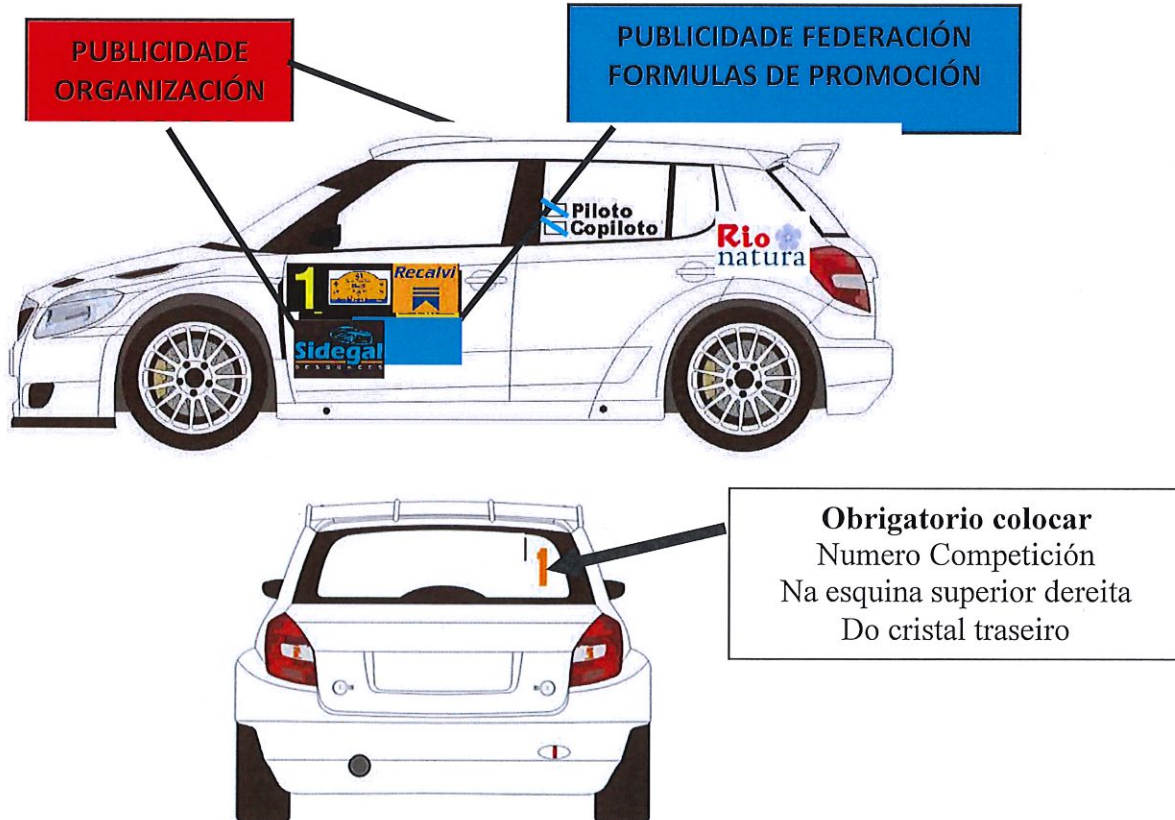 PUBLICIDADE
ORGANIZACIÓN
PUBLICIDADE FEDERACIÓN
FORMULAS DE PROMOCIÓN
Piloto
Copiloto
Rio
natura
1
Recalvi
Sidegal
DESGUACES
1
Obrigatorio colocar
Numero Competición
Na esquina superior dereita
Do cristal traseiro